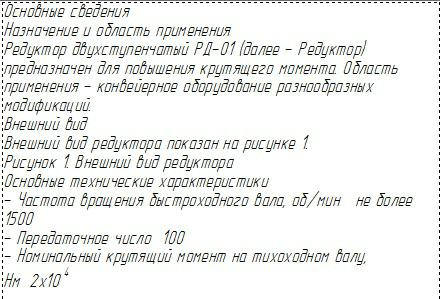 Основные сведения
Назначение и область применения
Редуктор двухступенчатый РД-01 (далее – Редуктор)
предназначен для повышения крутящего момента. Область
применения – конвейерное оборудование разнообразных
модификаций.
Внешний вид
Внешний вид редуктора показан на рисунке 1.
Рисунок 1. Внешний вид редуктора
Основные технические характеристики
- Частота вращения быстроходного вала, об/мин не более
1500
- Передаточное число 100
- Номинальный крутящий момент на тихоходном валу,
Нм 2х10⁴